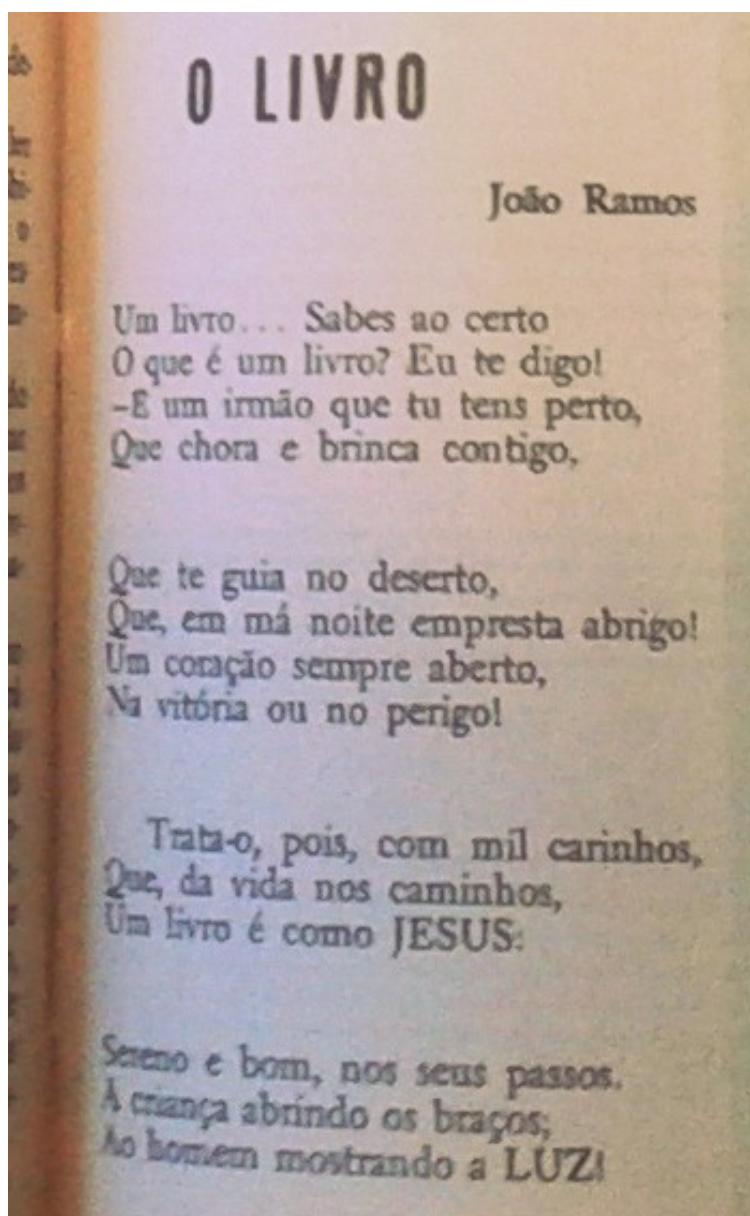 O LIVRO
João Ramos
Um livro... Sabes ao certo
O que é um livro? Eu te digo!
-E um irmão que tu tens perto,
Que chora e brinca contigo,
Que te guia no deserto,
Que, em má noite empresta abrigo!
Um coração sempre aberto,
Na vitória ou no perigo!
Trata-o, pois, com mil carinhos,
Que, da vida nos caminhos,
Um livro é como JESUS:
Sereno e bom, nos seus passos.
À criança abrindo os braços;
Ao homem mostrando a LUZ!